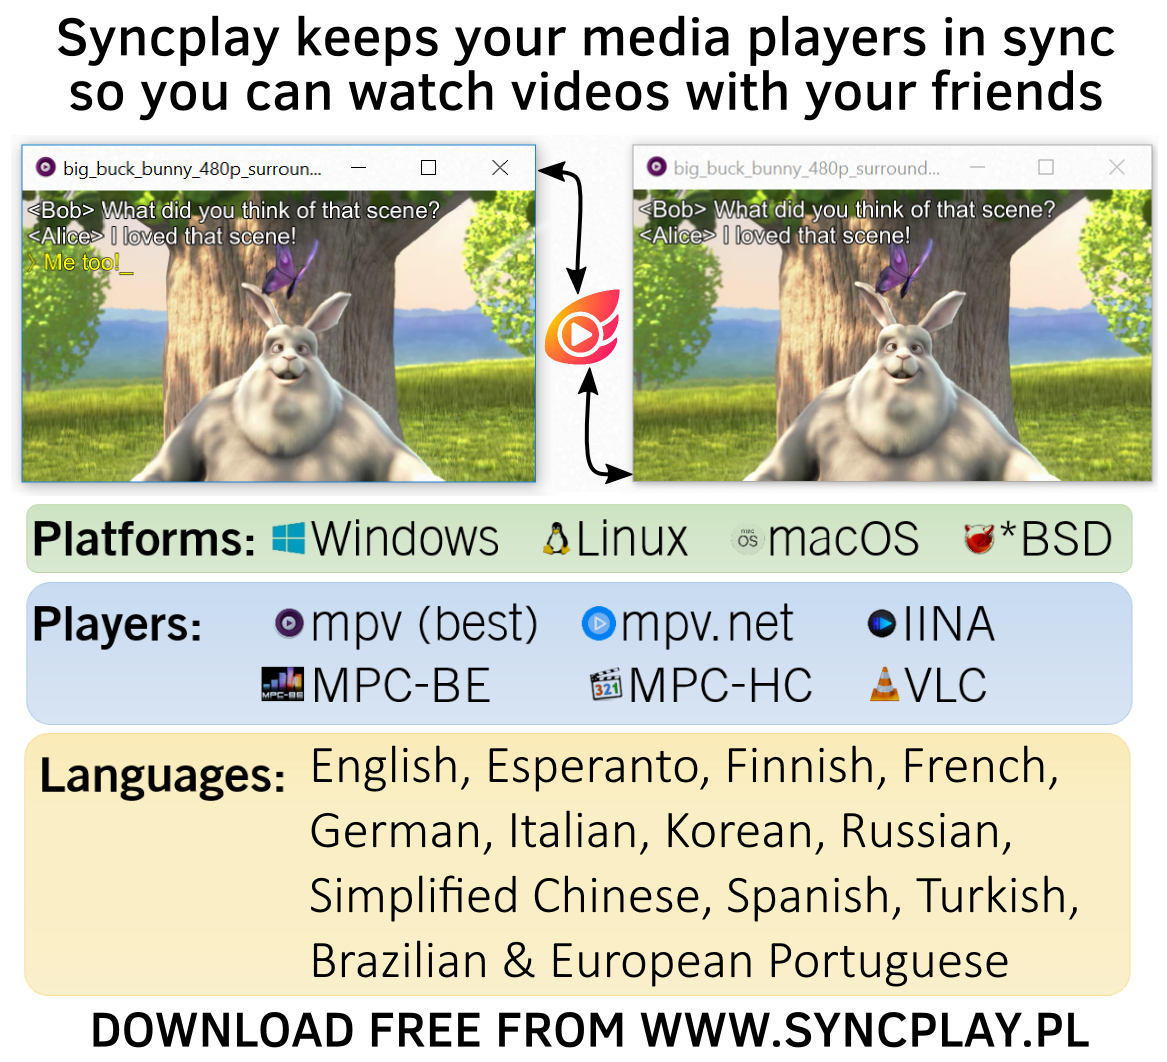 Syncplay keeps your media players in sync
so you can watch videos with your friends
big_buck_bunny_480p_surroun...
<Bob> What did you think of that scene?
<Alice> I loved that scene!
> Me too!_
big_buck_bunny_480p_surround...
<Bob> What did you think of that scene?
<Alice> I loved that scene!
Platforms: Windows Linux mac OS macOS *BSD
Players: mpv (best) mpv.net IINA
MPC-BE MPC-BE 321 MPC-HC VLC
Languages: English, Esperanto, Finnish, French,
German, Italian, Korean, Russian,
Simplified Chinese, Spanish, Turkish,
Brazilian & European Portuguese
DOWNLOAD FREE FROM WWW.SYNCPLAY.PL